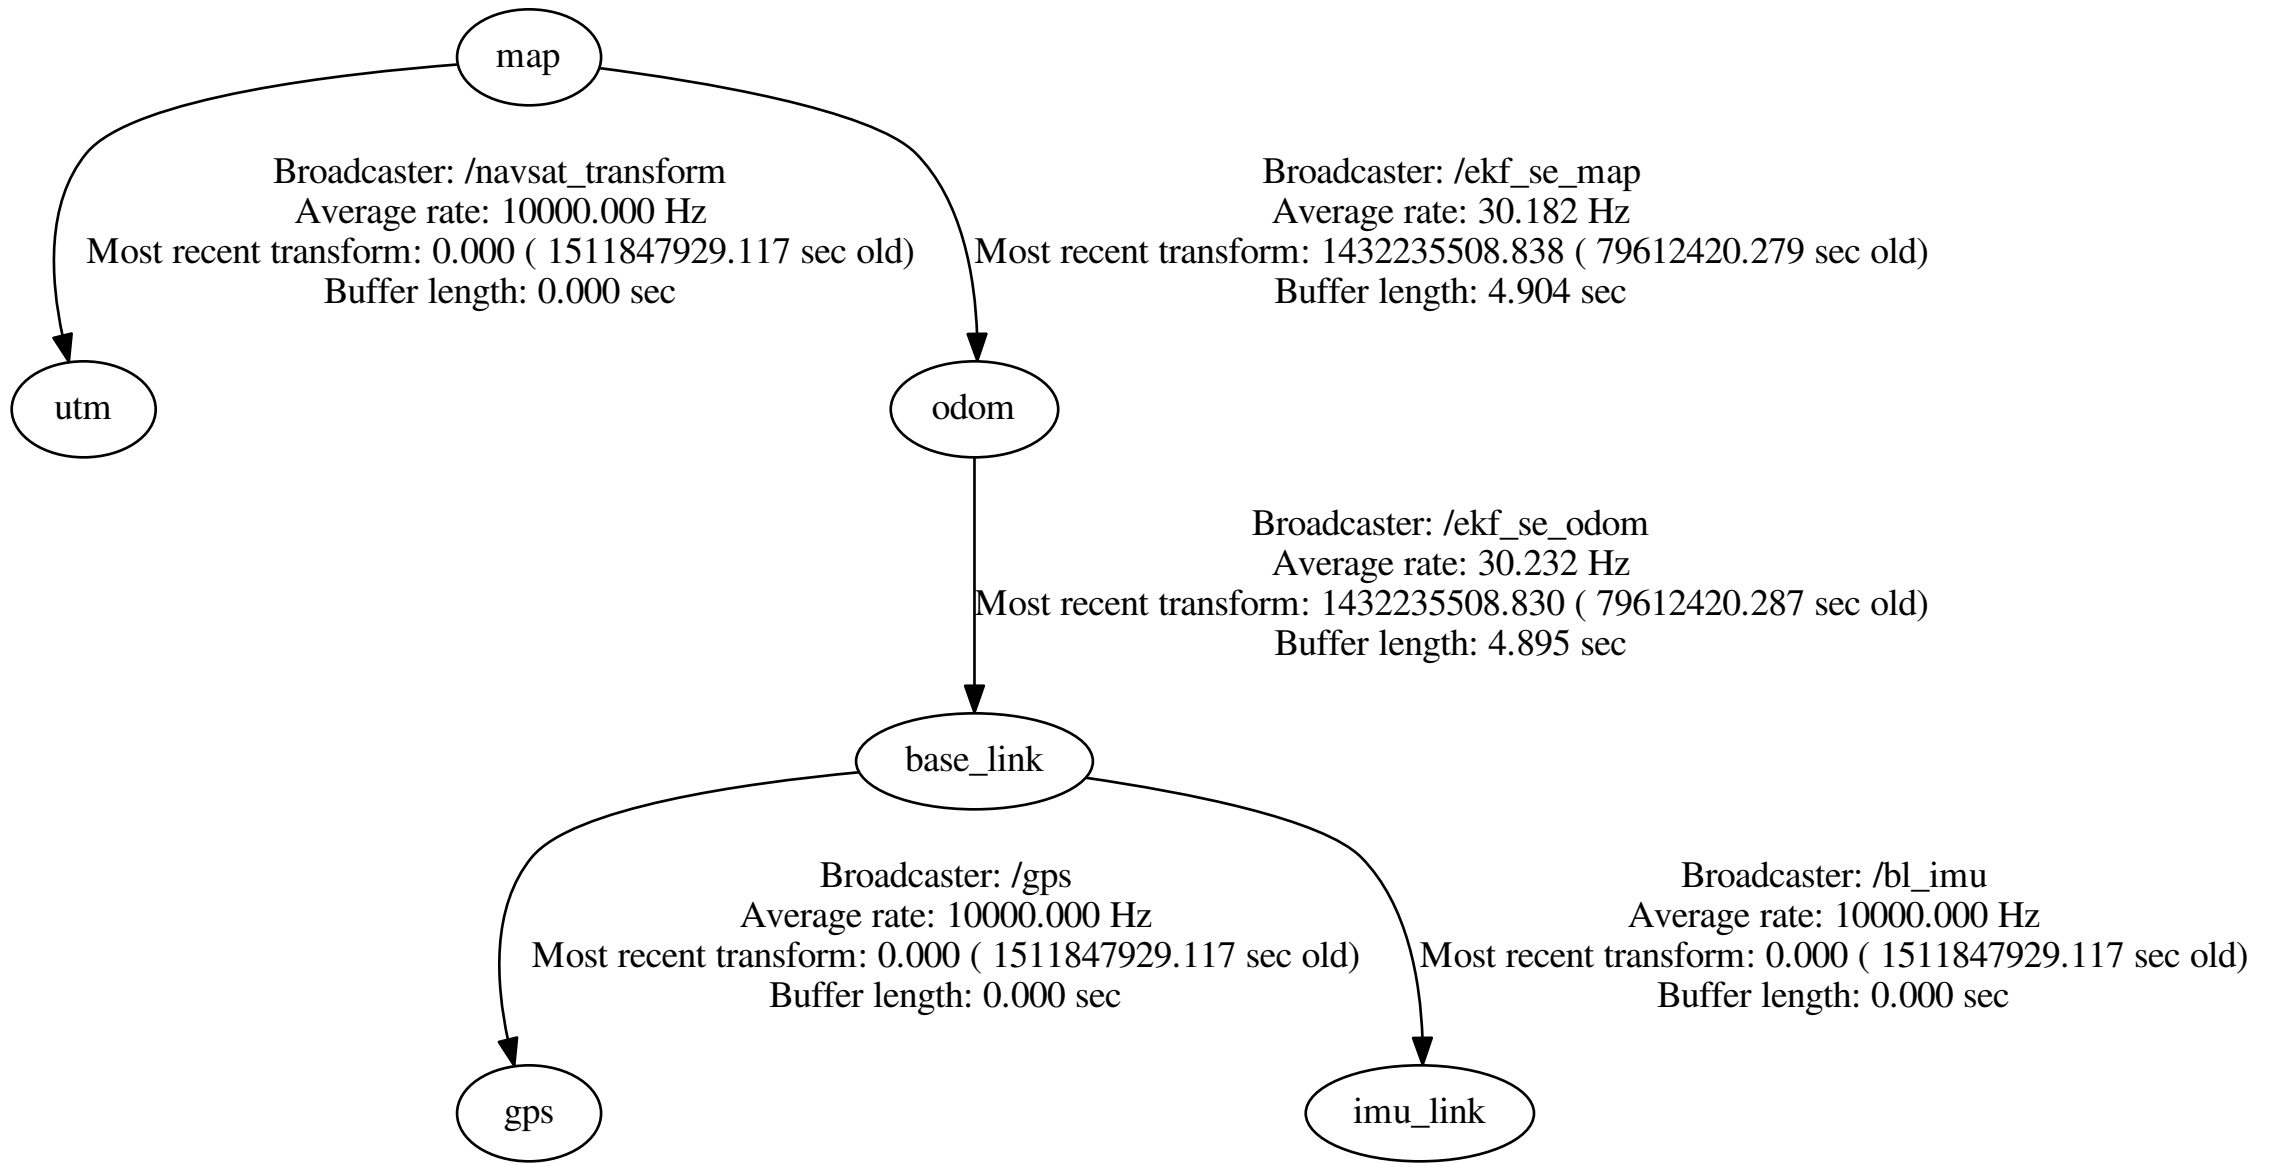 map
Broadcaster: /navsat_transform
Average rate: 10000.000 Hz
Most recent transform: 0.000 ( 1511847929.117 sec old)
Buffer length: 0.000 sec
Broadcaster: /ekf_se_map
Average rate: 30.182 Hz
Most recent transform: 1432235508.838 ( 79612420.279 sec old)
Buffer length: 4.904 sec
utm
odom
Broadcaster: /ekf_se_odom
Average rate: 30.232 Hz
Most recent transform: 1432235508.830 ( 79612420.287 sec old)
Buffer length: 4.895 sec
base_link
Broadcaster: /gps
Average rate: 10000.000 Hz
Most recent transform: 0.000 ( 1511847929.117 sec old)
Buffer length: 0.000 sec
Broadcaster: /bl_imu
Average rate: 10000.000 Hz
Most recent transform: 0.000 ( 1511847929.117 sec old)
Buffer length: 0.000 sec
gps
imu_link